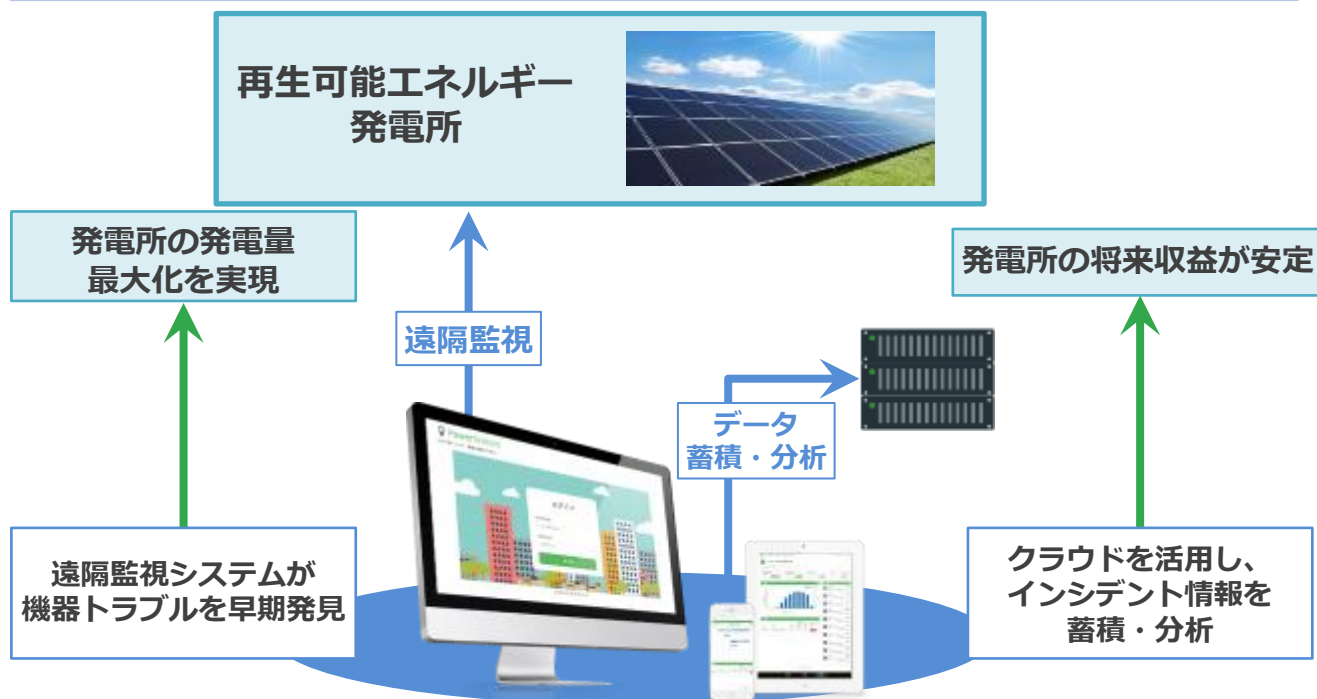 再生可能エネルギー
発電所
発電所の発電量
最大化を実現
発電所の将来収益が安定
遠隔監視
データ
蓄積・分析
遠隔監視システムが
機器トラブルを早期発見
クラウドを活用し、
インシデント情報を
蓄積・分析